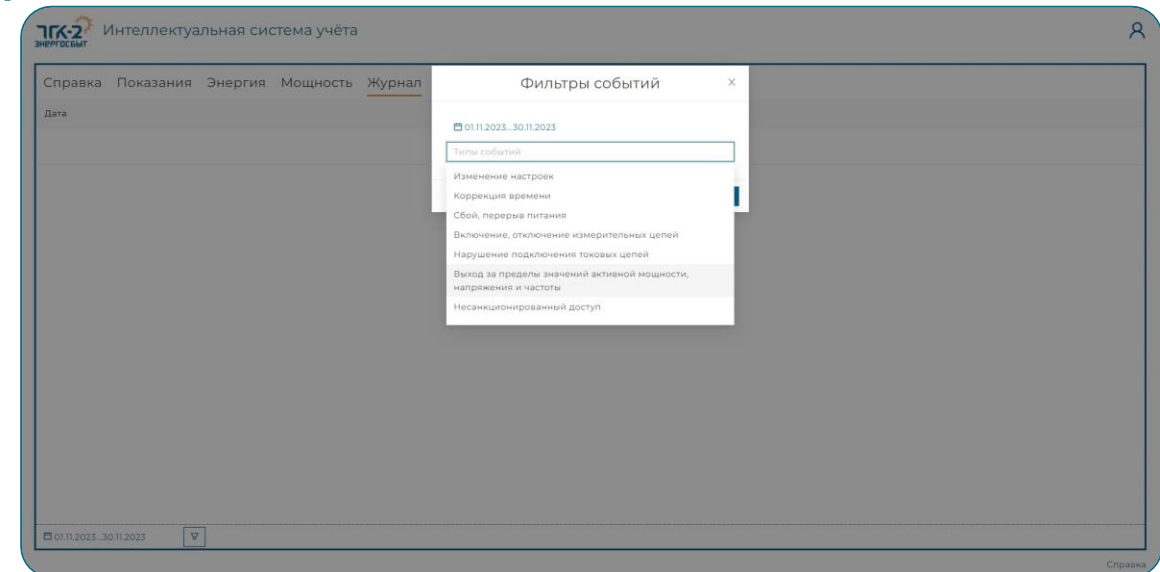 ТГК-2
ЭНЕРГОСБЫТ
Интеллектуальная система учёта
Справка Показания Энергия Мощность Журнал
Фильтры событий
Дата
01.11.2023...30.11.2023
Типы событий
Изменение настроек
Коррекция времени
Сбой, перерыв питания
Включение, отключение измерительных цепей
Нарушение подключения токовых цепей
Выход за пределы значений активной мощности,
напряжения и частоты
Несанкционированный доступ
01.11.2023...30.11.2023
Справка